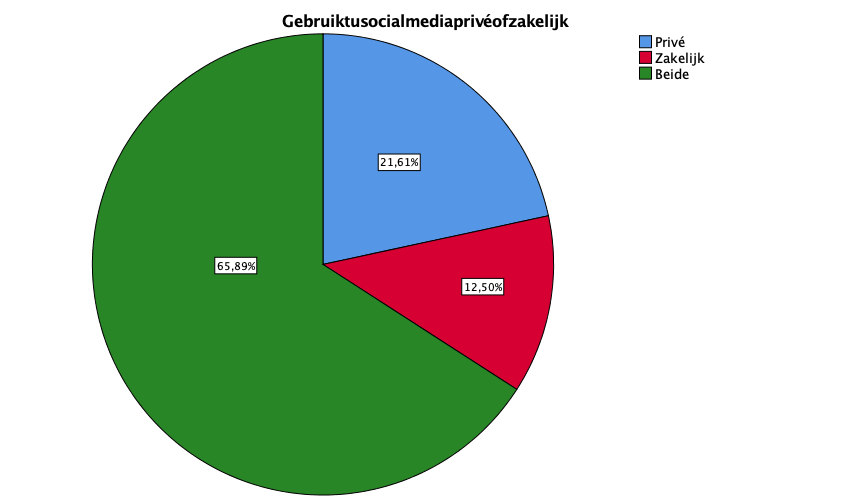 Gebruiktusocialmediaprivéofzakelijk
Privé
Zakelijk
Beide
21,61%
65,89%
12,50%